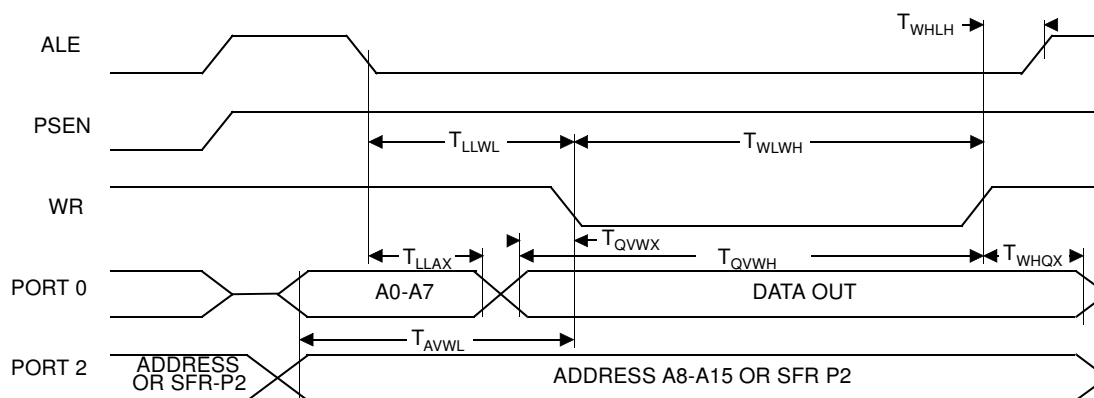 T_WHLH
ALE
PSEN
T_LLWL
T_WLWH
WR
T_QVWX
T_LLAX
T_QVWH
T_WHQX
PORT 0
A0-A7
DATA OUT
T_AVWL
PORT 2
ADDRESS
OR SFR-P2
ADDRESS A8-A15 OR SFR P2